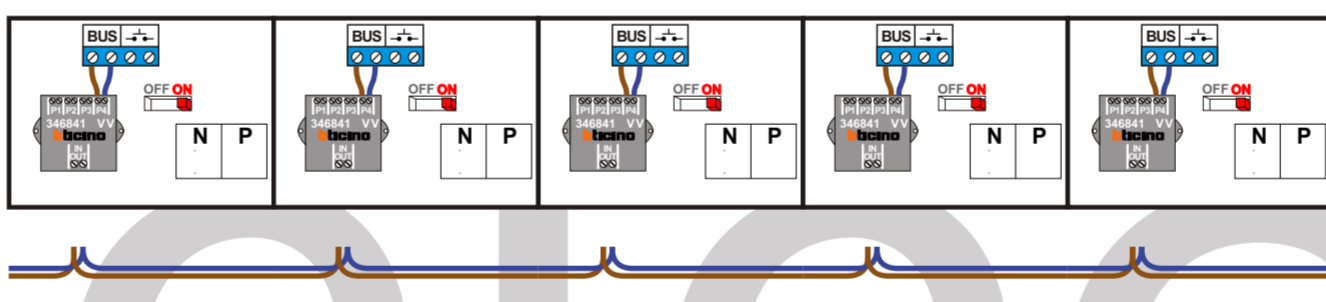 BUS BUS BUS BUS BUS
OFF ON OFF ON OFF ON OFF ON OFF ON
P1 P2 P3 P4 P1 P2 P3 P4 P1 P2 P3 P4 P1 P2 P3 P4 P1 P2 P3 P4
346841 VV 346841 VV 346841 VV 346841 VV 346841 VV
bticino bticino bticino bticino bticino
N P N P N P N P N P
IN IN IN IN IN
OUT OUT OUT OUT OUT